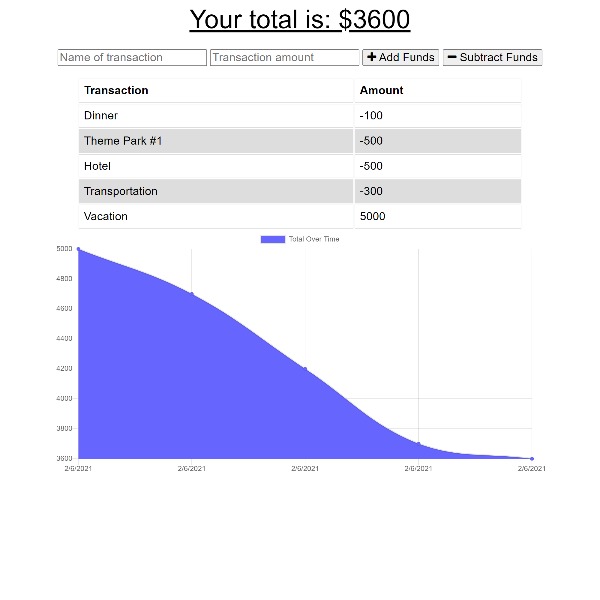 Your total is: $3600
Name of transaction Transaction amount + Add Funds − Subtract Funds
Transaction Amount
Dinner -100
Theme Park #1 -500
Hotel -500
Transportation -300
Vacation 5000
Total Over Time
5000
4800
4600
4400
4200
4000
3800
3600
2/6/2021 2/6/2021 2/6/2021 2/6/2021 2/6/2021